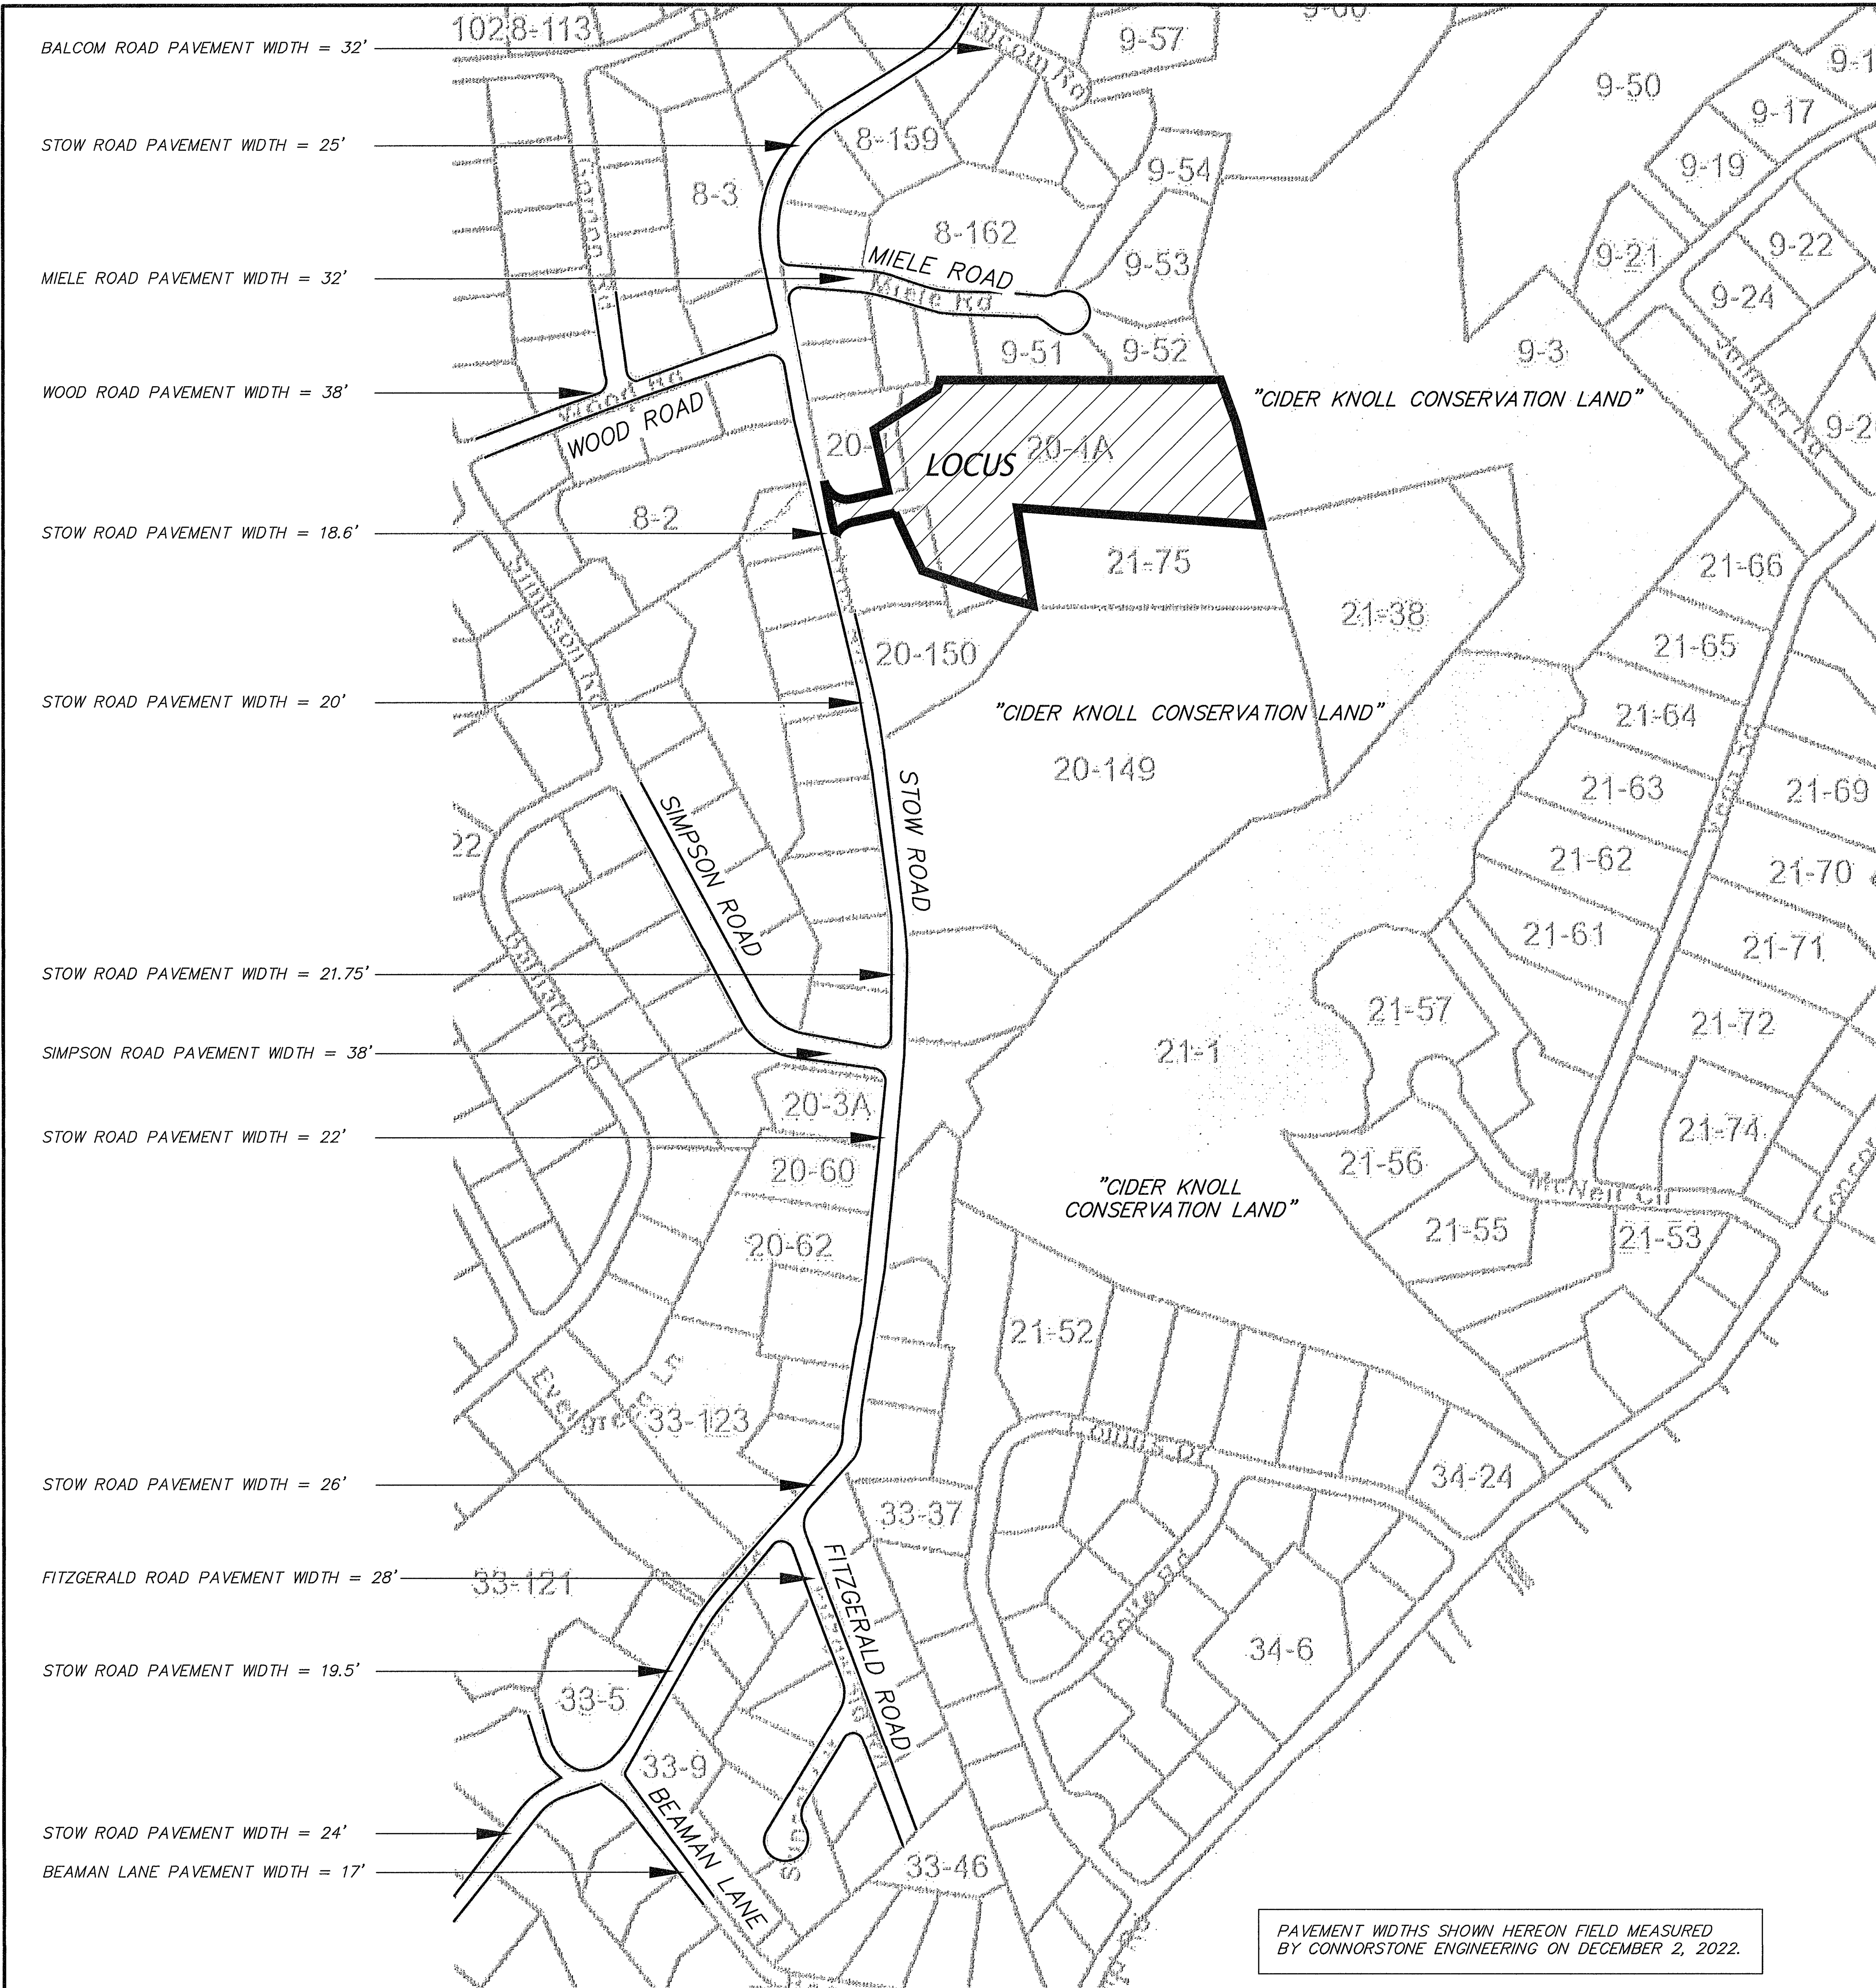 BALCOM ROAD PAVEMENT WIDTH = 32'
STOW ROAD PAVEMENT WIDTH = 25'
MIELE ROAD PAVEMENT WIDTH = 32'
WOOD ROAD PAVEMENT WIDTH = 38'
STOW ROAD PAVEMENT WIDTH = 18.6'
STOW ROAD PAVEMENT WIDTH = 20'
STOW ROAD PAVEMENT WIDTH = 21.75'
SIMPSON ROAD PAVEMENT WIDTH = 38'
STOW ROAD PAVEMENT WIDTH = 22'
STOW ROAD PAVEMENT WIDTH = 26'
FITZGERALD ROAD PAVEMENT WIDTH = 28'
STOW ROAD PAVEMENT WIDTH = 19.5'
STOW ROAD PAVEMENT WIDTH = 24'
BEAMAN LANE PAVEMENT WIDTH = 17'
102
8-113
9-57
9-50
9-17
9-19
8-159
9-54
8-3
8-162
9-53
9-21
9-22
9-24
MIELE ROAD
Miele Rd
9-51
9-52
9-3
"CIDER KNOLL CONSERVATION LAND"
Wood Rd
WOOD ROAD
LOCUS
20-1A
8-2
21-75
21-66
21-38
Simpson Rd
20-150
21-65
"CIDER KNOLL CONSERVATION LAND"
21-64
20-149
21-63
21-69
STOW ROAD
SIMPSON ROAD
22
21-62
21-70
21-61
21-71
21-57
21-72
21-1
20-3A
21-74
20-60
21-56
McNeil Cir
"CIDER KNOLL
CONSERVATION LAND"
20-62
21-55
21-53
21-52
Evergreen Ln
33-123
34-24
33-37
33-121
FITZGERALD ROAD
34-6
33-5
33-9
BEAMAN LANE
33-46
PAVEMENT WIDTHS SHOWN HEREON FIELD MEASURED
BY CONNORSTONE ENGINEERING ON DECEMBER 2, 2022.